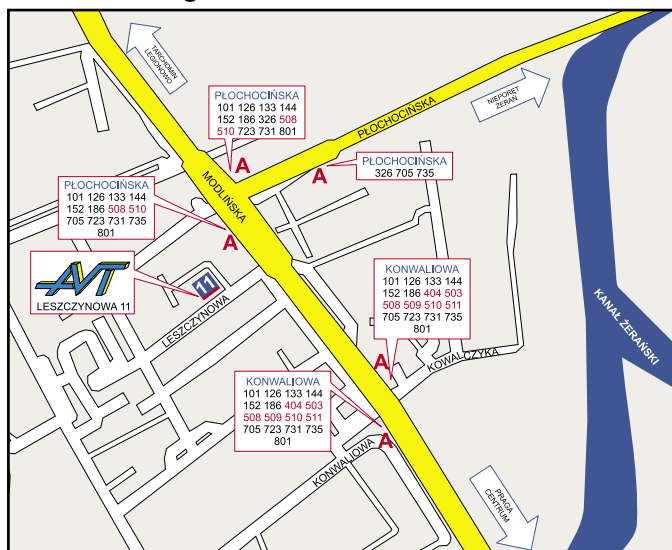 TARCHOMIN
LEGIONOWO
PŁOCHOCIŃSKA
101 126 133 144
152 186 326 508
510 723 731 801
A
PŁOCHOCIŃSKA
NIEPORĘT
ŻERAŃ
A
PŁOCHOCIŃSKA
326 705 735
MODLIŃSKA
PŁOCHOCIŃSKA
101 126 133 144
152 186 508 510
705 723 731 735
801
A
AVT
LESZCZYNOWA 11
11
LESZCZYNOWA
KONWALIOWA
101 126 133 144
152 186 404 503
508 509 510 511
705 723 731 735
801
A
KOWALCZYKA
KANAŁ ŻERAŃSKI
KONWALIOWA
101 126 133 144
152 186 404 503
508 509 510 511
705 723 731 735
801
A
KONWALIOWA
PRAGA
CENTRUM